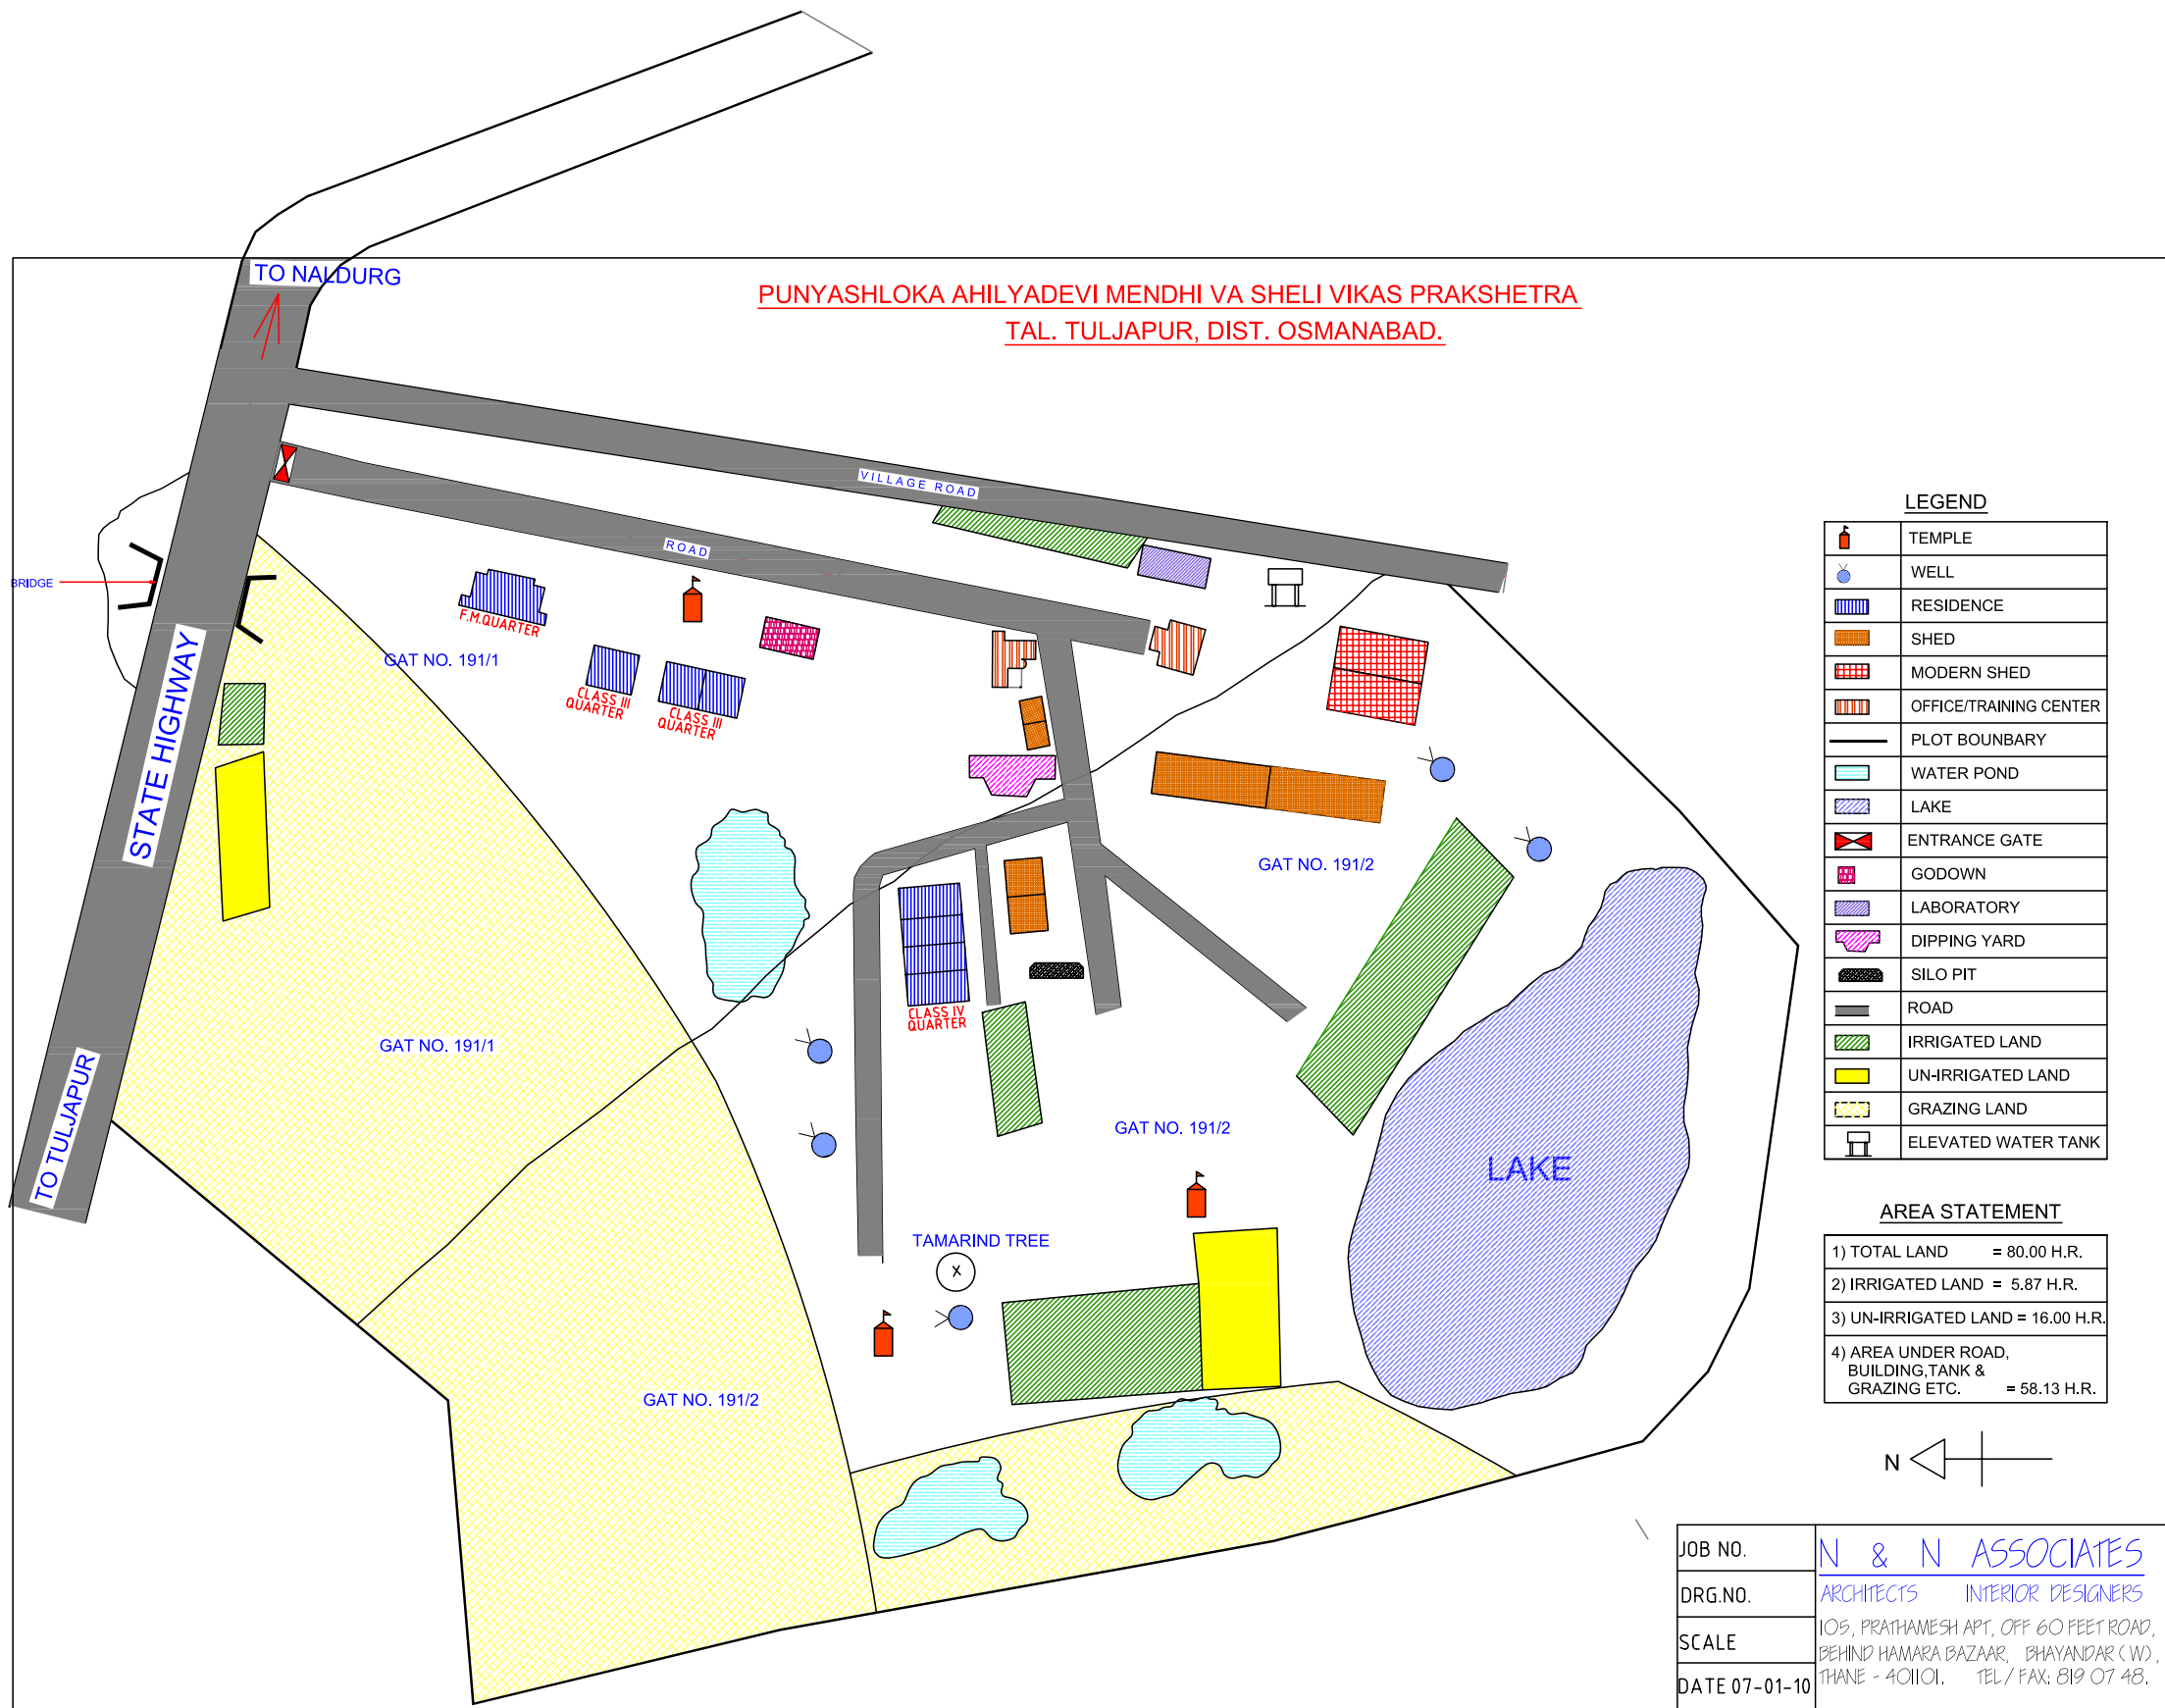 TO NALDURG
PUNYASHLOKA AHILYADEVI MENDHI VA SHELI VIKAS PRAKSHETRA
TAL. TULJAPUR, DIST. OSMANABAD.
VILLAGE ROAD
ROAD
BRIDGE
F.M.QUARTER
GAT NO. 191/1
CLASS III
QUARTER
CLASS III
QUARTER
STATE HIGHWAY
GAT NO. 191/2
CLASS IV
QUARTER
GAT NO. 191/1
TO TULJAPUR
GAT NO. 191/2
LAKE
TAMARIND TREE
X
GAT NO. 191/2
LEGEND
TEMPLE
WELL
RESIDENCE
SHED
MODERN SHED
OFFICE/TRAINING CENTER
PLOT BOUNBARY
WATER POND
LAKE
ENTRANCE GATE
GODOWN
LABORATORY
DIPPING YARD
SILO PIT
ROAD
IRRIGATED LAND
UN-IRRIGATED LAND
GRAZING LAND
ELEVATED WATER TANK
AREA STATEMENT
1) TOTAL LAND = 80.00 H.R.
2) IRRIGATED LAND = 5.87 H.R.
3) UN-IRRIGATED LAND = 16.00 H.R.
4) AREA UNDER ROAD,
BUILDING,TANK &
GRAZING ETC. = 58.13 H.R.
N
JOB NO.
DRG.NO.
SCALE
DATE 07-01-10
N & N ASSOCIATES
ARCHITECTS INTERIOR DESIGNERS
105, PRATHAMESH APT, OFF 60 FEET ROAD,
BEHIND HAMARA BAZAAR, BHAYANDAR (W),
THANE - 401101. TEL/ FAX: 819 07 48.